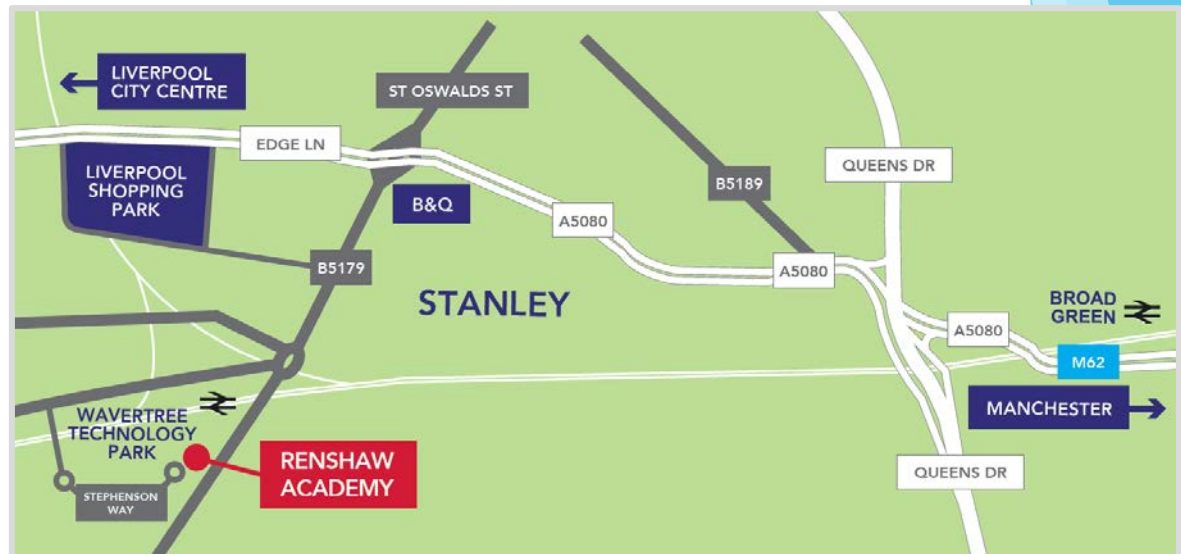 LIVERPOOL
CITY CENTRE
ST OSWALDS ST
EDGE LN
QUEENS DR
LIVERPOOL
SHOPPING
PARK
B&Q
B5189
A5080
B5179
A5080
STANLEY
BROAD
GREEN
A5080
M62
MANCHESTER
WAVERTREE
TECHNOLOGY
PARK
RENSHAW
ACADEMY
QUEENS DR
STEPHENSON
WAY